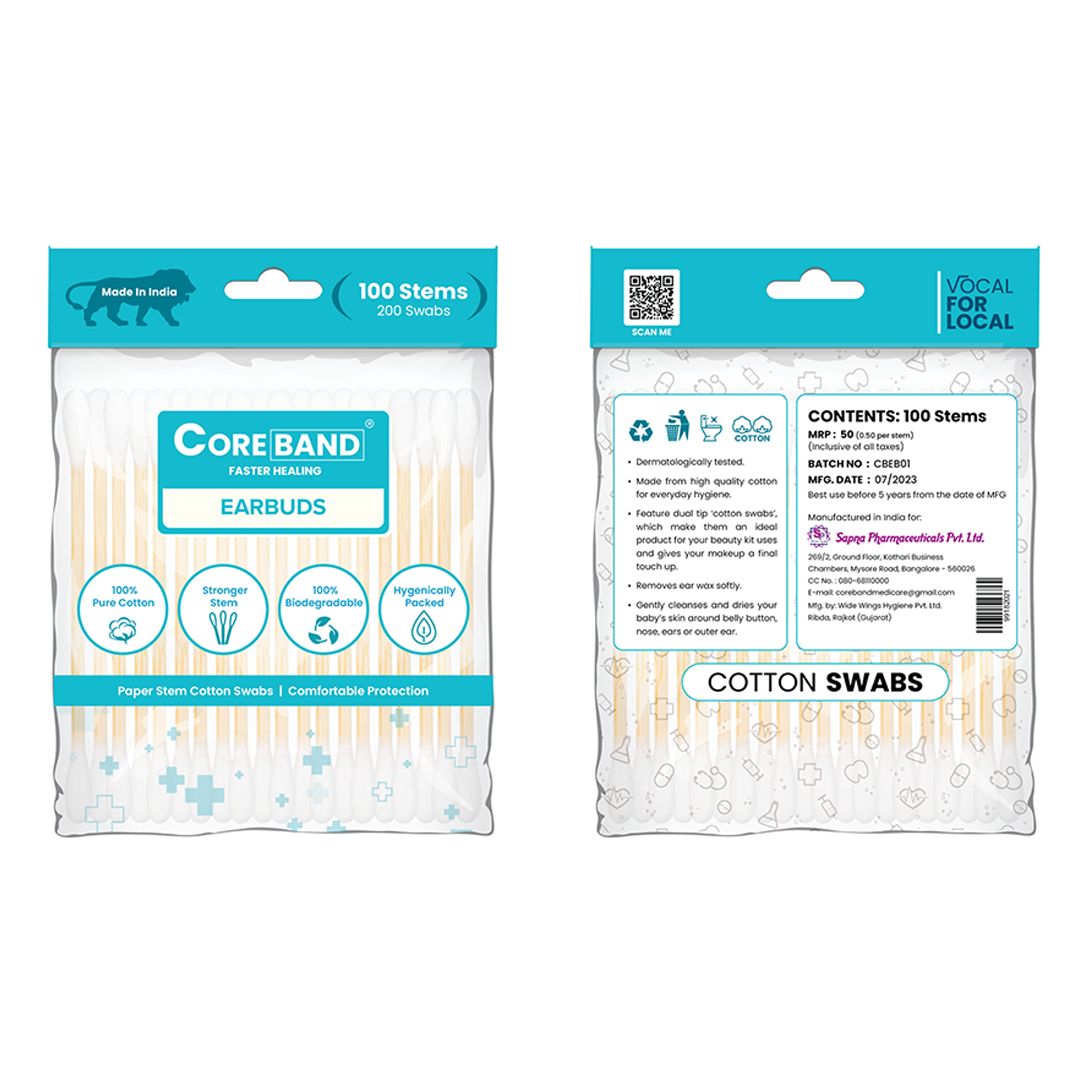 Made In India
100 Stems
200 Swabs
COREBAND®
FASTER HEALING
EARBUDS
100%
Pure Cotton
Stronger
Stem
100%
Biodegradable
Hygenically
Packed
Paper Stem Cotton Swabs | Comfortable Protection
SCAN ME
VOCAL
FOR
LOCAL
COTTON
• Dermatologically tested.
• Made from high quality cotton
for everyday hygiene.
• Feature dual tip ‘cotton swabs’,
which make them an ideal
product for your beauty kit uses
and gives your makeup a final
touch up.
• Removes ear wax softly.
• Gently cleanses and dries your
baby's skin around belly button,
nose, ears or outer ear.
CONTENTS: 100 Stems
MRP : 50 (0.50 per stem)
(Inclusive of all taxes)
BATCH NO : CBEB01
MFG. DATE : 07/2023
Best use before 5 years from the date of MFG
Manufactured in India for:
Sapna Pharmaceuticals Pvt. Ltd.
269/2, Ground Floor, Kothari Business
Chambers, Mysore Road, Bangalore - 560026
CC No. : 080-68110000
E-mail: corebandmedicare@gmail.com
Mfg. by: Wide Wings Hygiene Pvt. Ltd.
Ribda, Rajkot (Gujarat)
99182021
COTTON SWABS